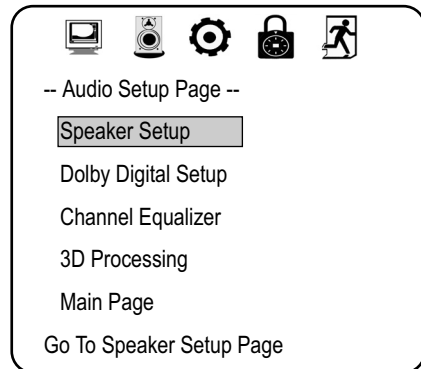 -- Audio Setup Page --
Speaker Setup
Dolby Digital Setup
Channel Equalizer
3D Processing
Main Page
Go To Speaker Setup Page